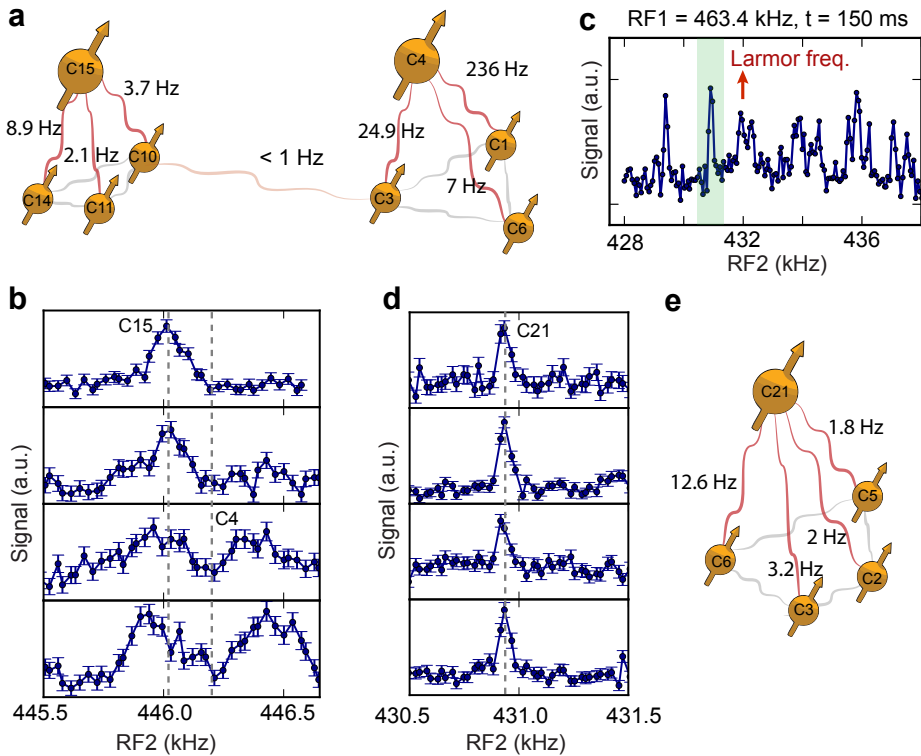 a
C15
3.7 Hz
8.9 Hz
2.1 Hz
C10
C14
C11
< 1 Hz
C4
236 Hz
24.9 Hz
C1
7 Hz
C3
C6
c
RF1 = 463.4 kHz, t = 150 ms
Larmor freq.
Signal (a.u.)
428
432
436
RF2 (kHz)
b
C15
C4
Signal (a.u.)
445.5
446.0
446.5
RF2 (kHz)
d
C21
430.5
431.0
431.5
RF2 (kHz)
e
C21
1.8 Hz
12.6 Hz
C5
2 Hz
C6
3.2 Hz
C2
C3